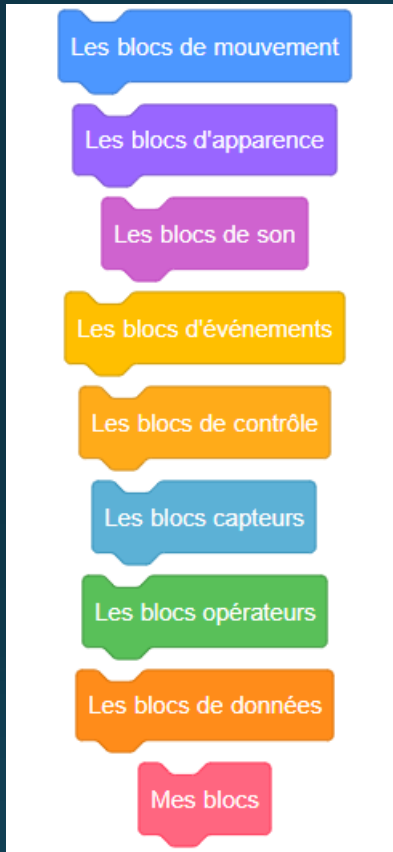 Les blocs de mouvement
Les blocs d'apparence
Les blocs de son
Les blocs d'événements
Les blocs de contrôle
Les blocs capteurs
Les blocs opérateurs
Les blocs de données
Mes blocs